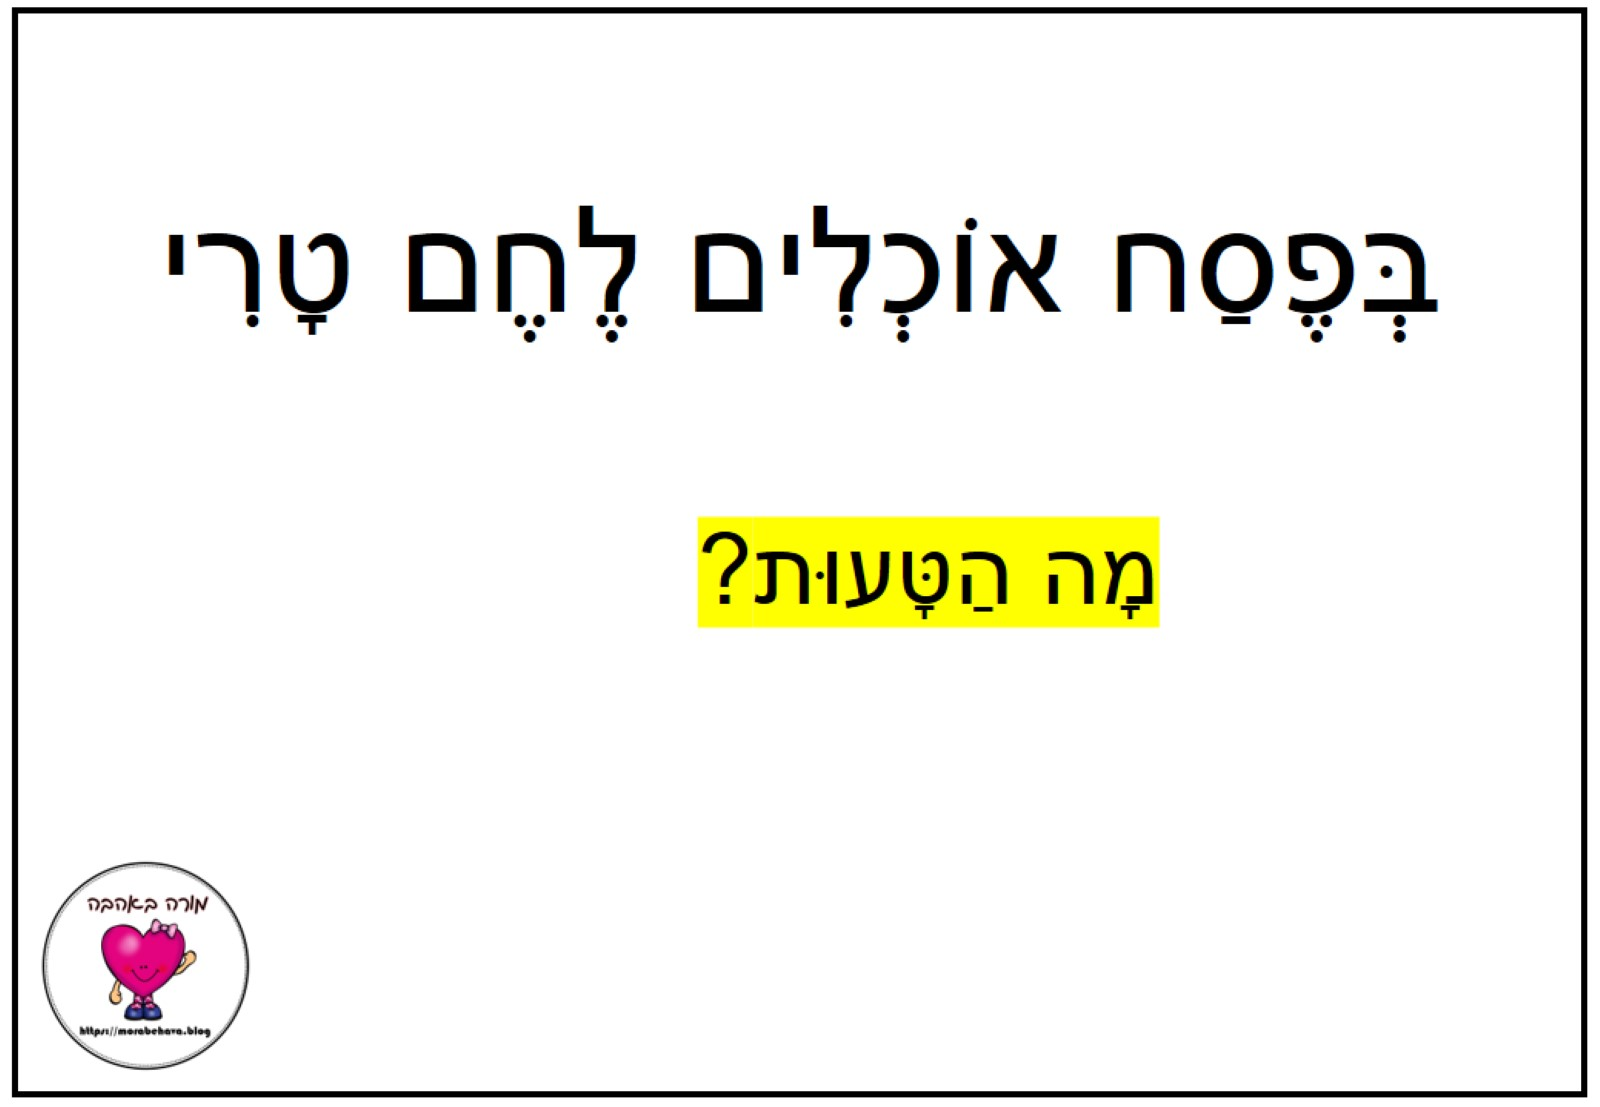 בְּפֶסַח אוֹכְלִים לֶחֶם טָרִי
מָה הַטָּעוּת?
מורה באהבה
https://morabehava.blog